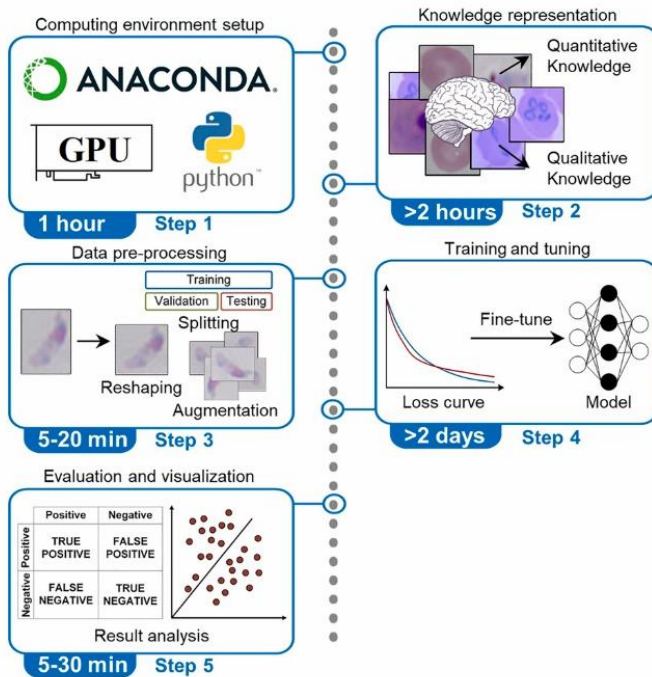 Computing environment setup
ANACONDA®
GPU
python™
1 hour
Step 1
Knowledge representation
Quantitative
Knowledge
Qualitative
Knowledge
>2 hours
Step 2
Data pre-processing
Training
Validation
Testing
Splitting
Reshaping
Augmentation
5-20 min
Step 3
Training and tuning
Fine-tune
Loss curve
Model
>2 days
Step 4
Evaluation and visualization
Positive
Negative
Positive
TRUE
POSITIVE
FALSE
POSITIVE
Negative
FALSE
NEGATIVE
TRUE
NEGATIVE
Result analysis
5-30 min
Step 5